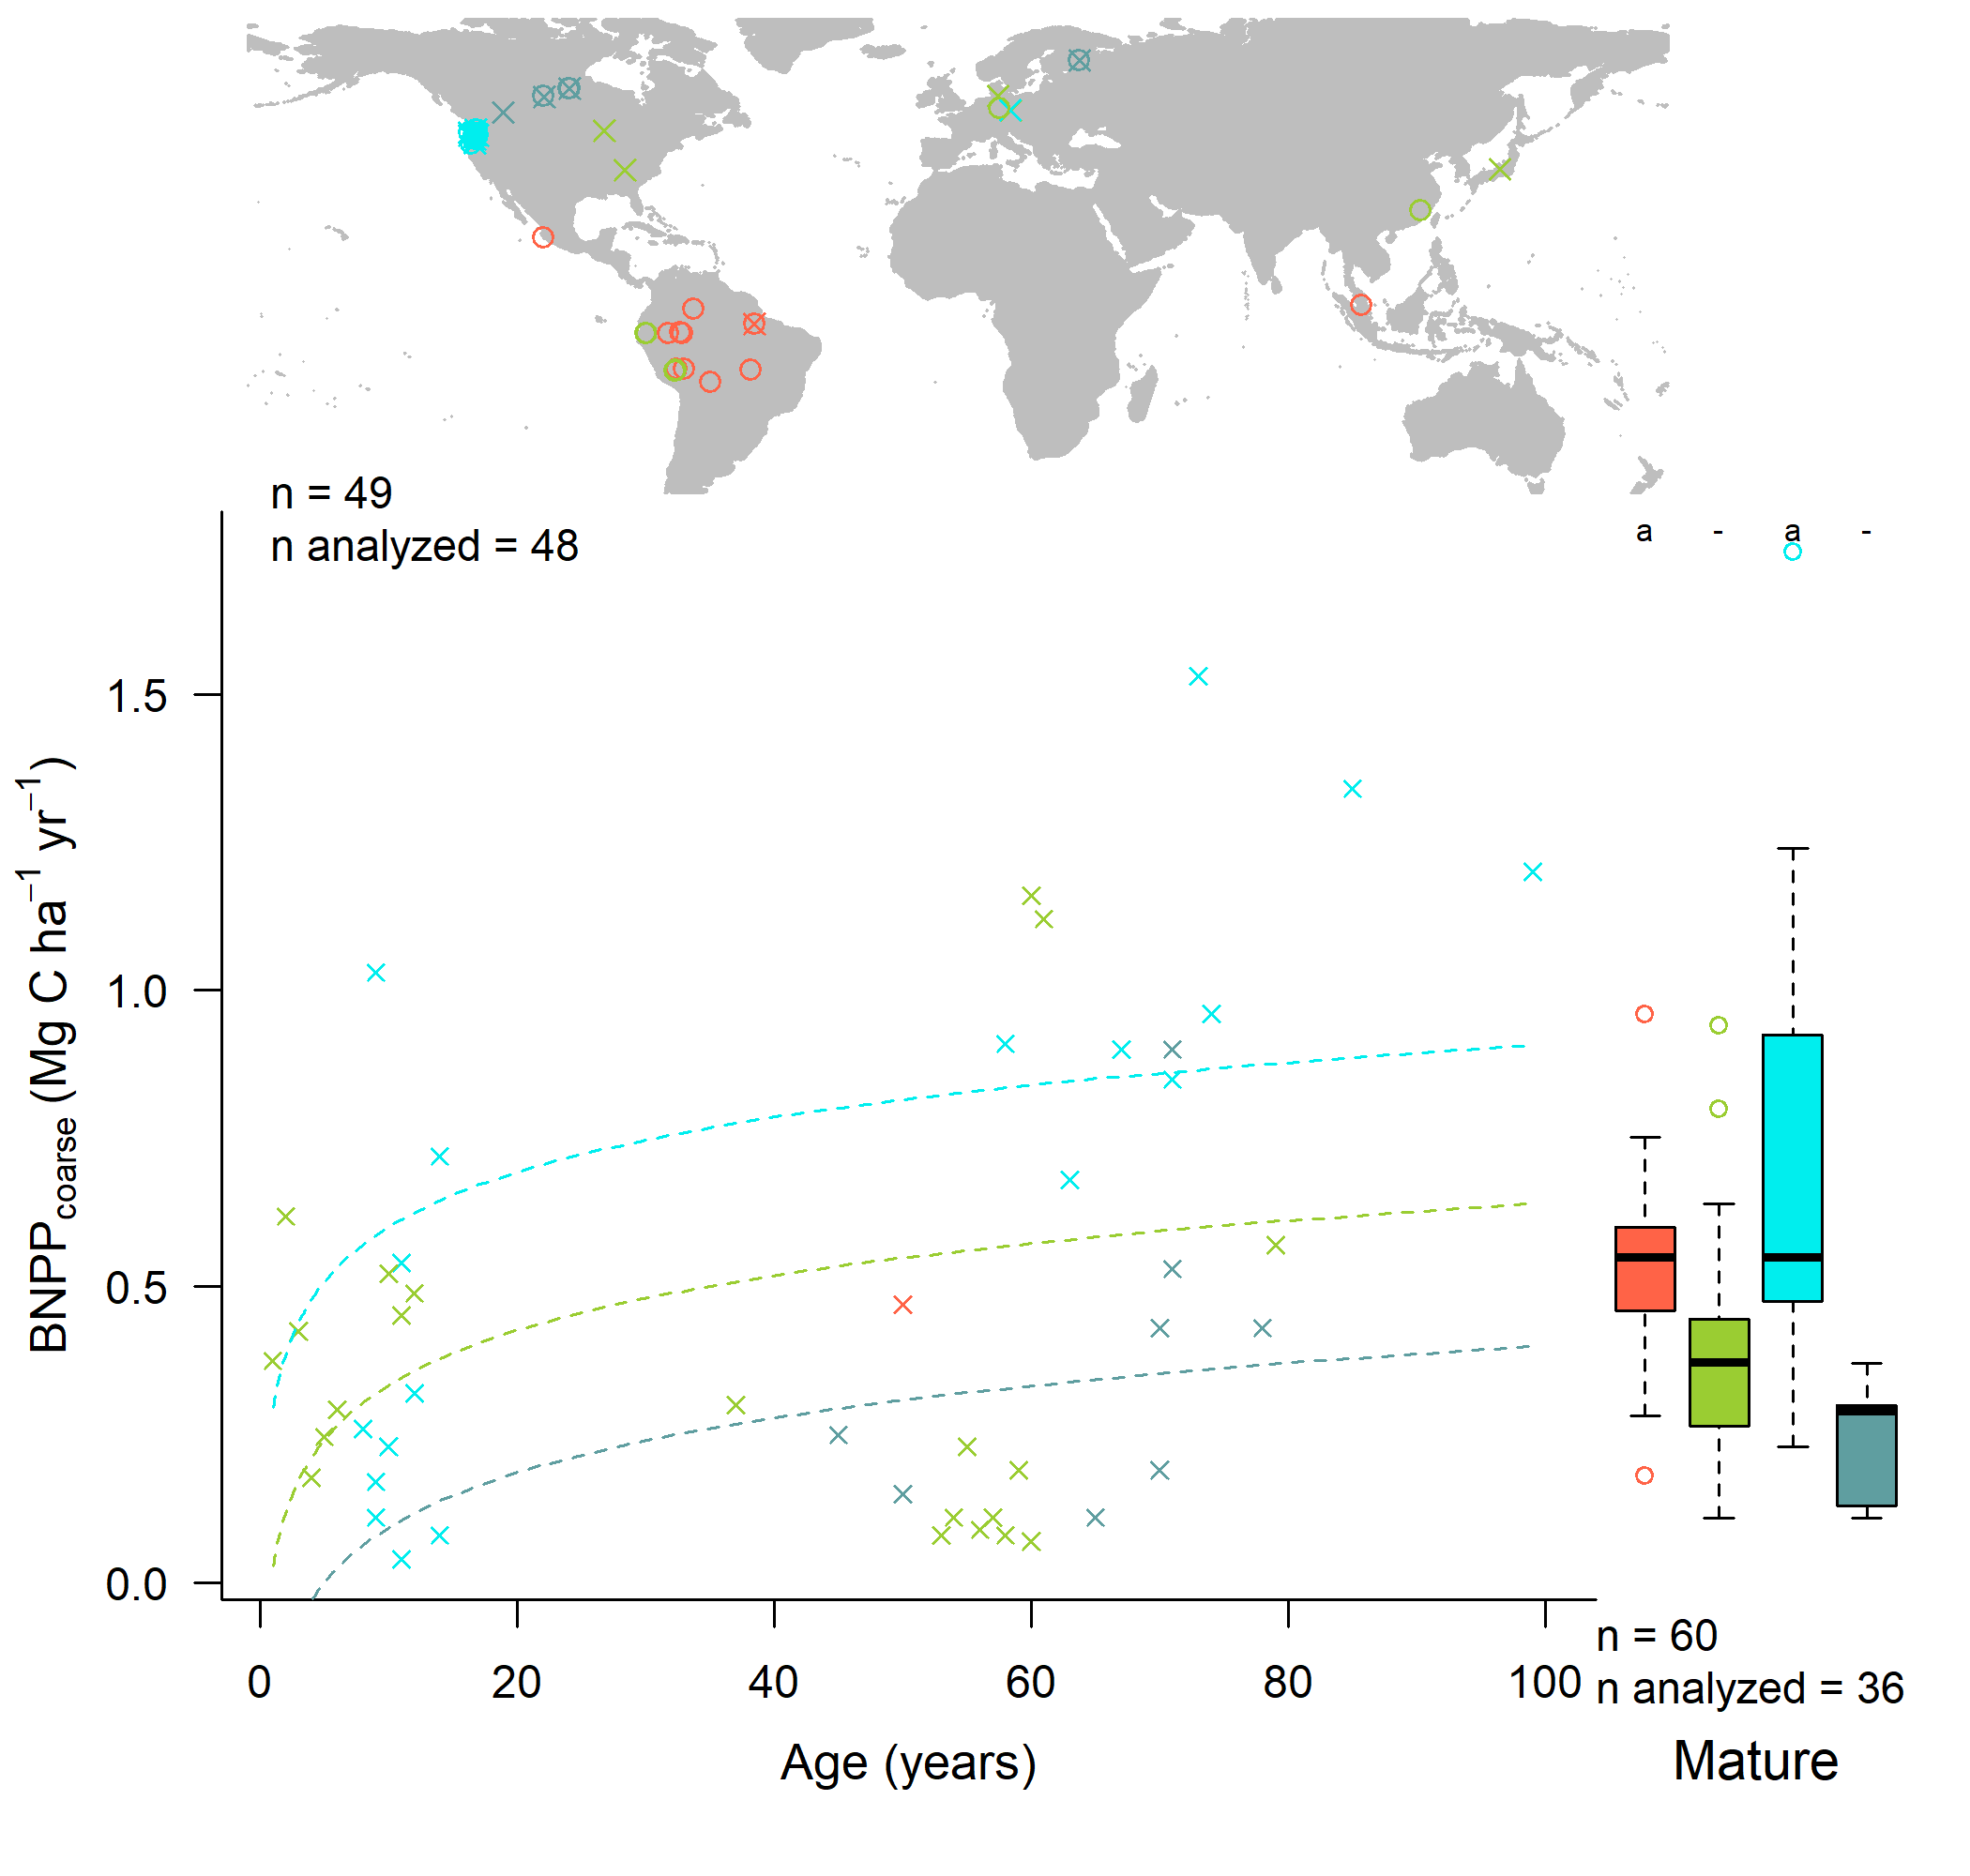 n = 49
n analyzed = 48
a - a -
BNPPcoarse (Mg C ha−1 yr−1)
1.5
1.0
0.5
0.0
0 20 40 60 80 100
Age (years)
n = 60
n analyzed = 36
Mature